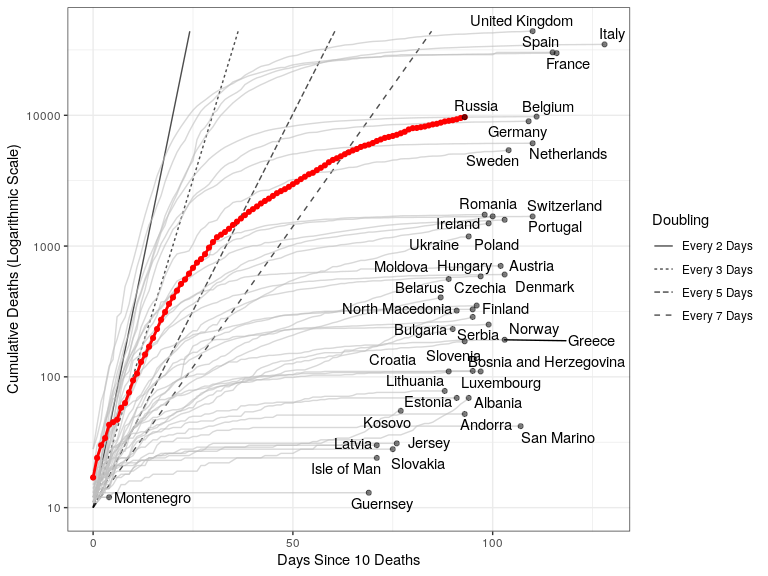 United Kingdom
Italy
Spain
France
Russia
Belgium
10000
Germany
Netherlands
Sweden
Romania
Switzerland
Ireland
Portugal
Ukraine
Poland
1000
Moldova
Hungary
Austria
Belarus
Czechia
Denmark
North Macedonia
Finland
Bulgaria
Serbia
Norway
Greece
Croatia
Slovenia
Bosnia and Herzegovina
100
Lithuania
Luxembourg
Estonia
Albania
Kosovo
Andorra
San Marino
Latvia
Jersey
Isle of Man
Slovakia
Montenegro
Guernsey
10
0
50
100
Days Since 10 Deaths
Cumulative Deaths (Logarithmic Scale)
Doubling
Every 2 Days
Every 3 Days
Every 5 Days
Every 7 Days